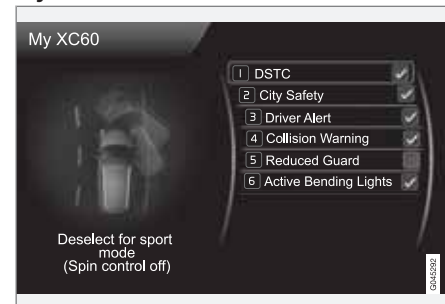 My XC60
1 DSTC
2 City Safety
3 Driver Alert
4 Collision Warning
5 Reduced Guard
6 Active Bending Lights
Deselect for sport
mode
(Spin control off)
G045292